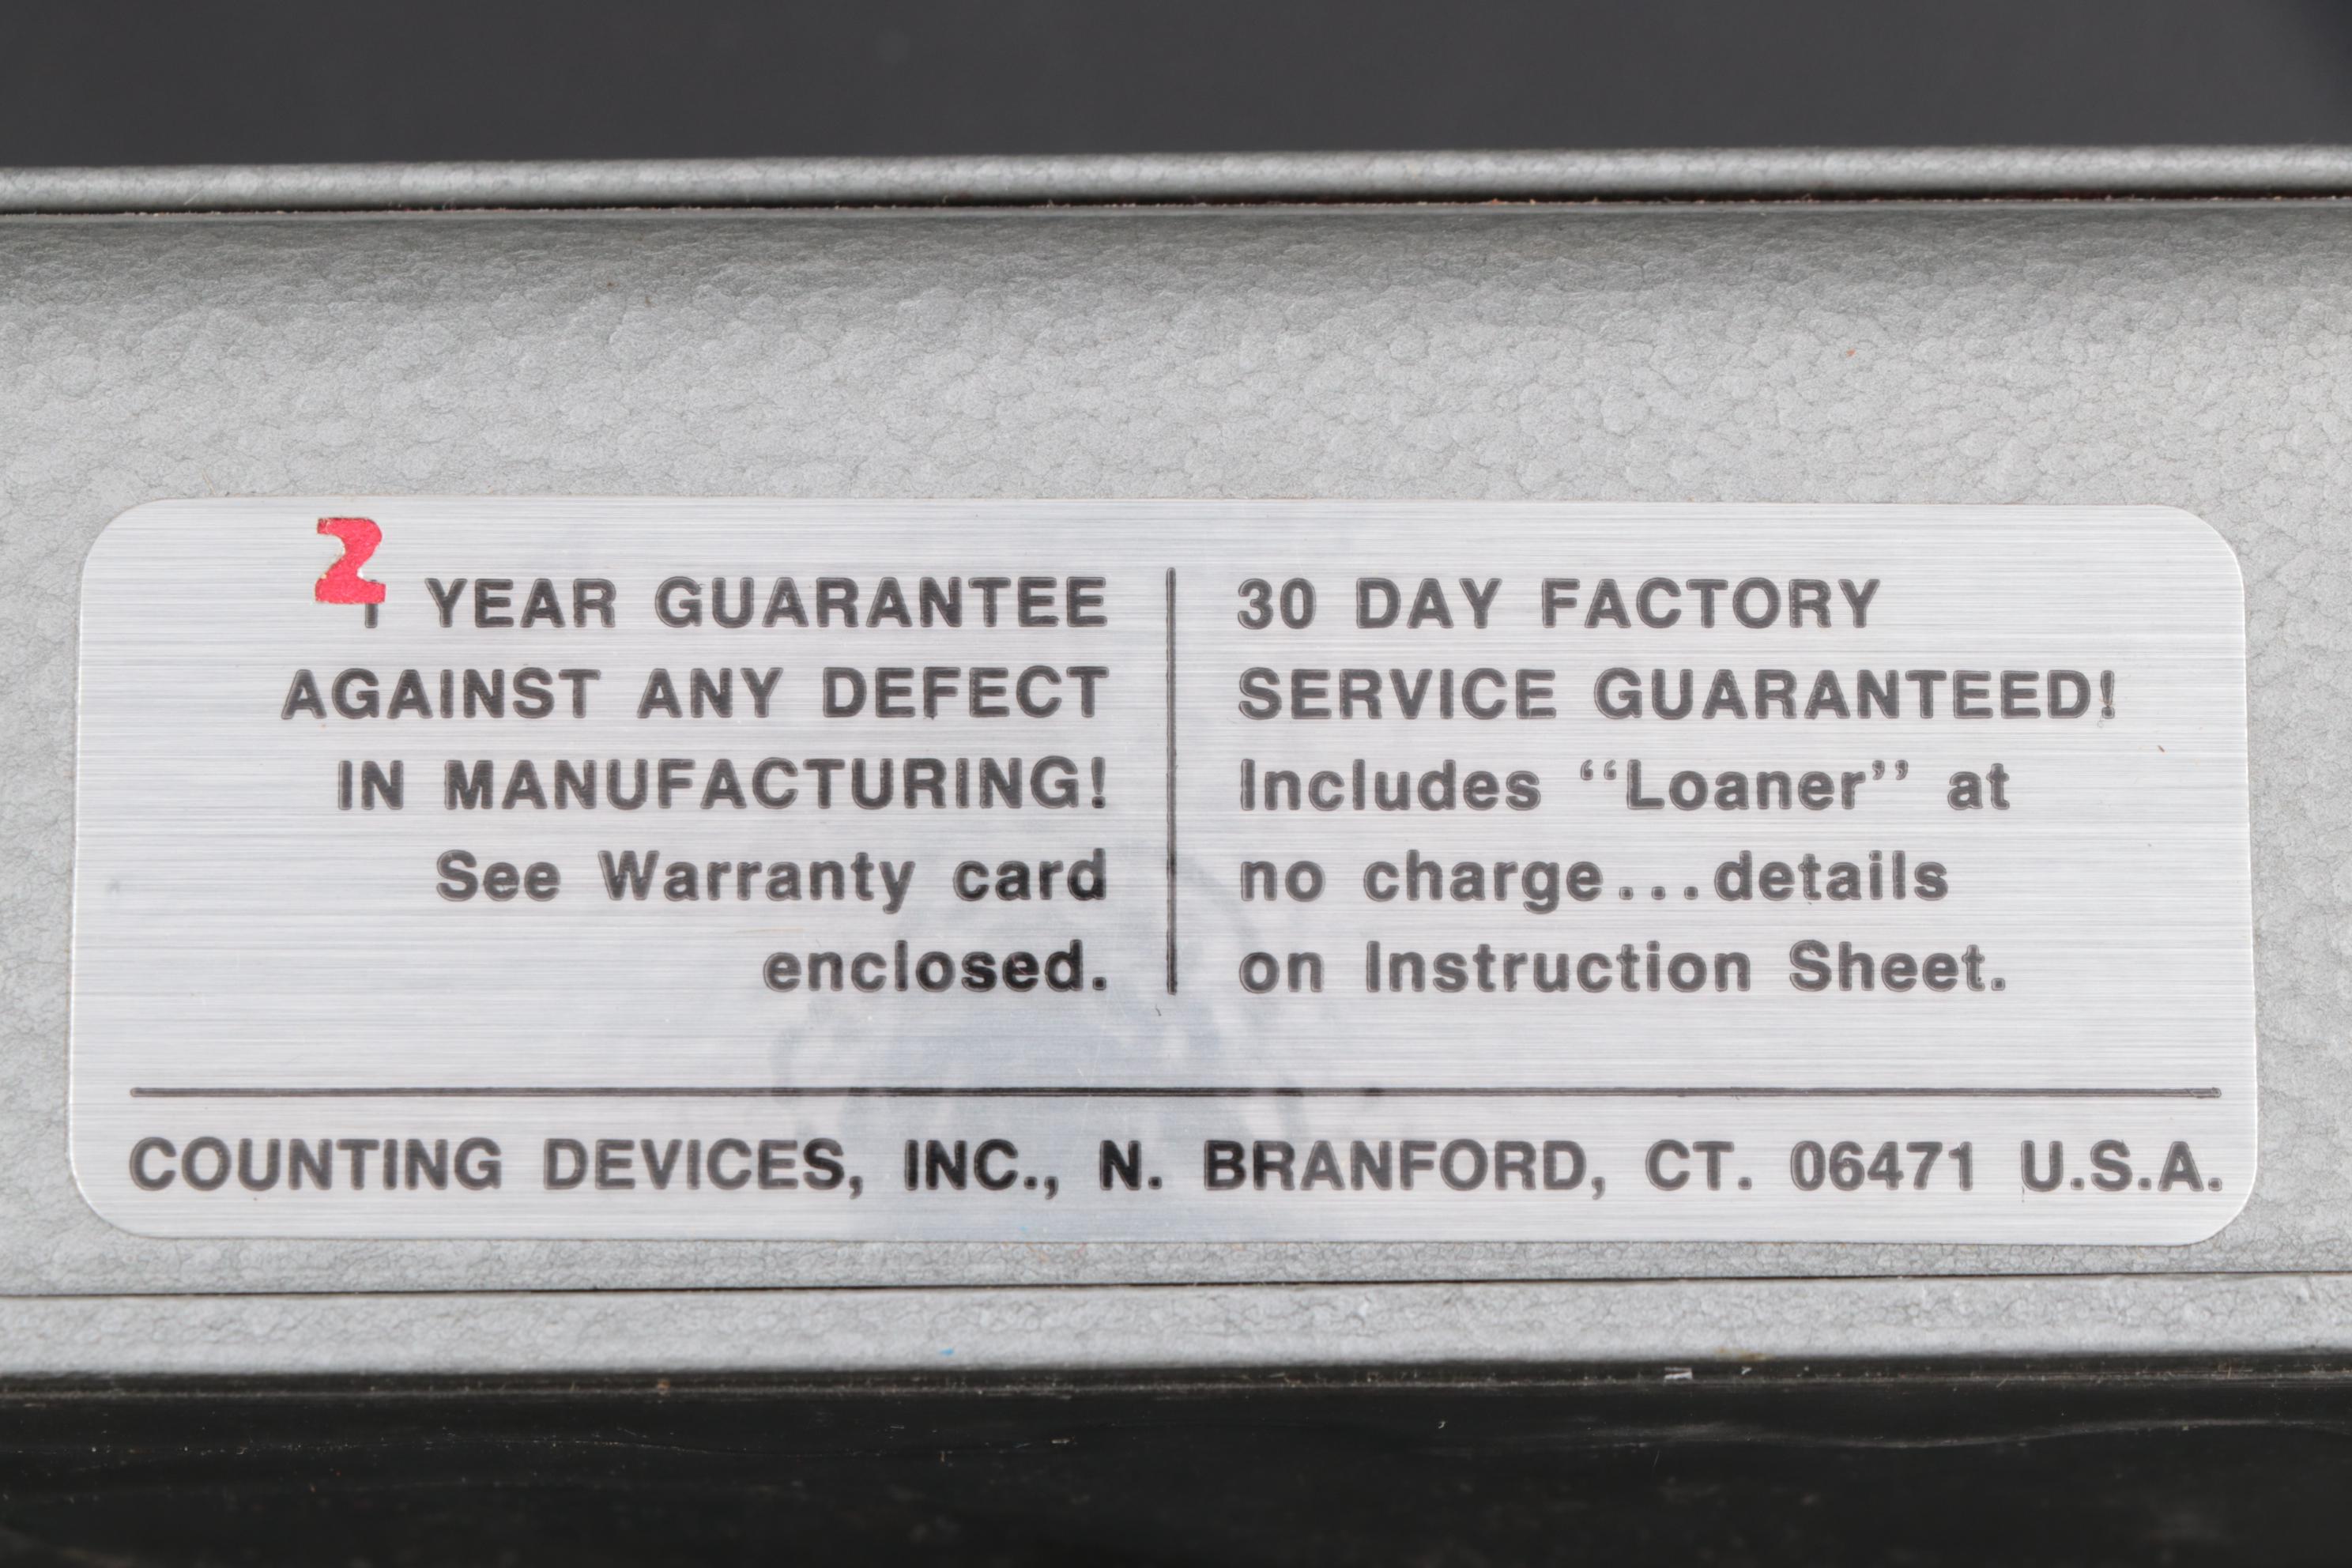 2 YEAR GUARANTEE
AGAINST ANY DEFECT
IN MANUFACTURING!
See Warranty card
enclosed.
30 DAY FACTORY
SERVICE GUARANTEED!
Includes “Loaner” at
no charge...details
on Instruction Sheet.
COUNTING DEVICES, INC., N. BRANFORD, CT. 06471 U.S.A.